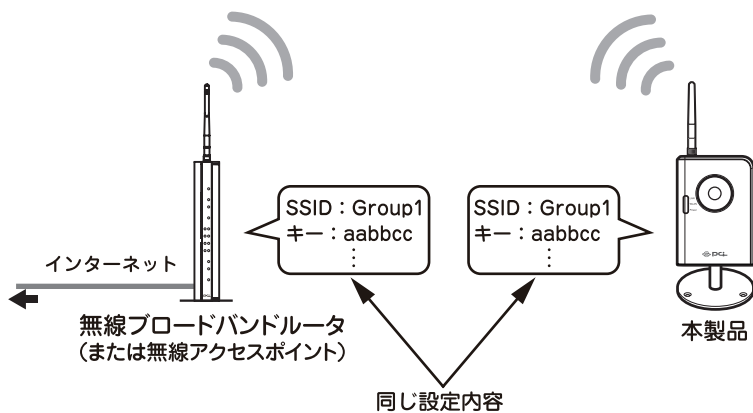 SSID：Group1
キー：aabbcc
⋮
SSID：Group1
キー：aabbcc
⋮
PCi
インターネット
無線ブロードバンドルータ
（または無線アクセスポイント）
本製品
同じ設定内容